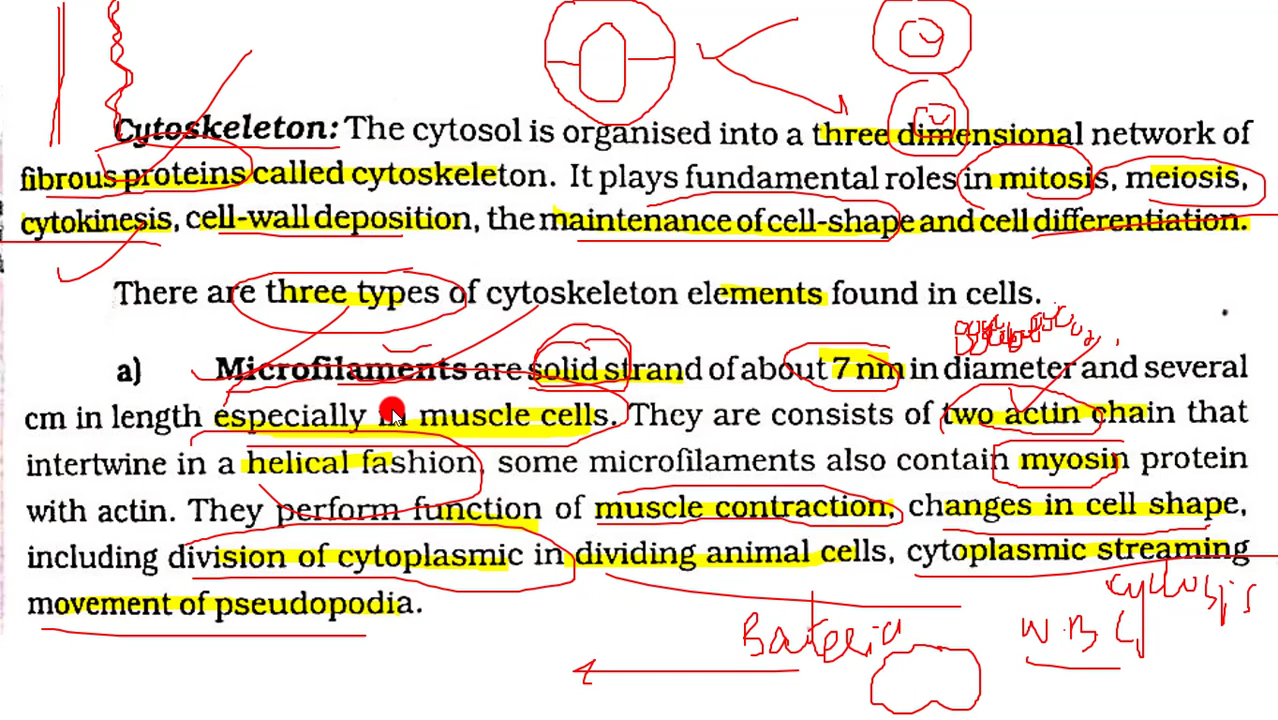 Cytoskeleton: The cytosol is organised into a three dimensional network of
fibrous proteins called cytoskeleton. It plays fundamental roles in mitosis, meiosis,
cytokinesis, cell-wall deposition, the maintenance of cell-shape and cell differentiation.
There are three types of cytoskeleton elements found in cells.
a) Microfilaments are solid strand of about 7 nm in diameter and several
cm in length especially in muscle cells. They are consists of two actin chain that
intertwine in a helical fashion, some microfilaments also contain myosin protein
with actin. They perform function of muscle contraction, changes in cell shape,
including division of cytoplasmic in dividing animal cells, cytoplasmic streaming
movement of pseudopodia.
W.B.C